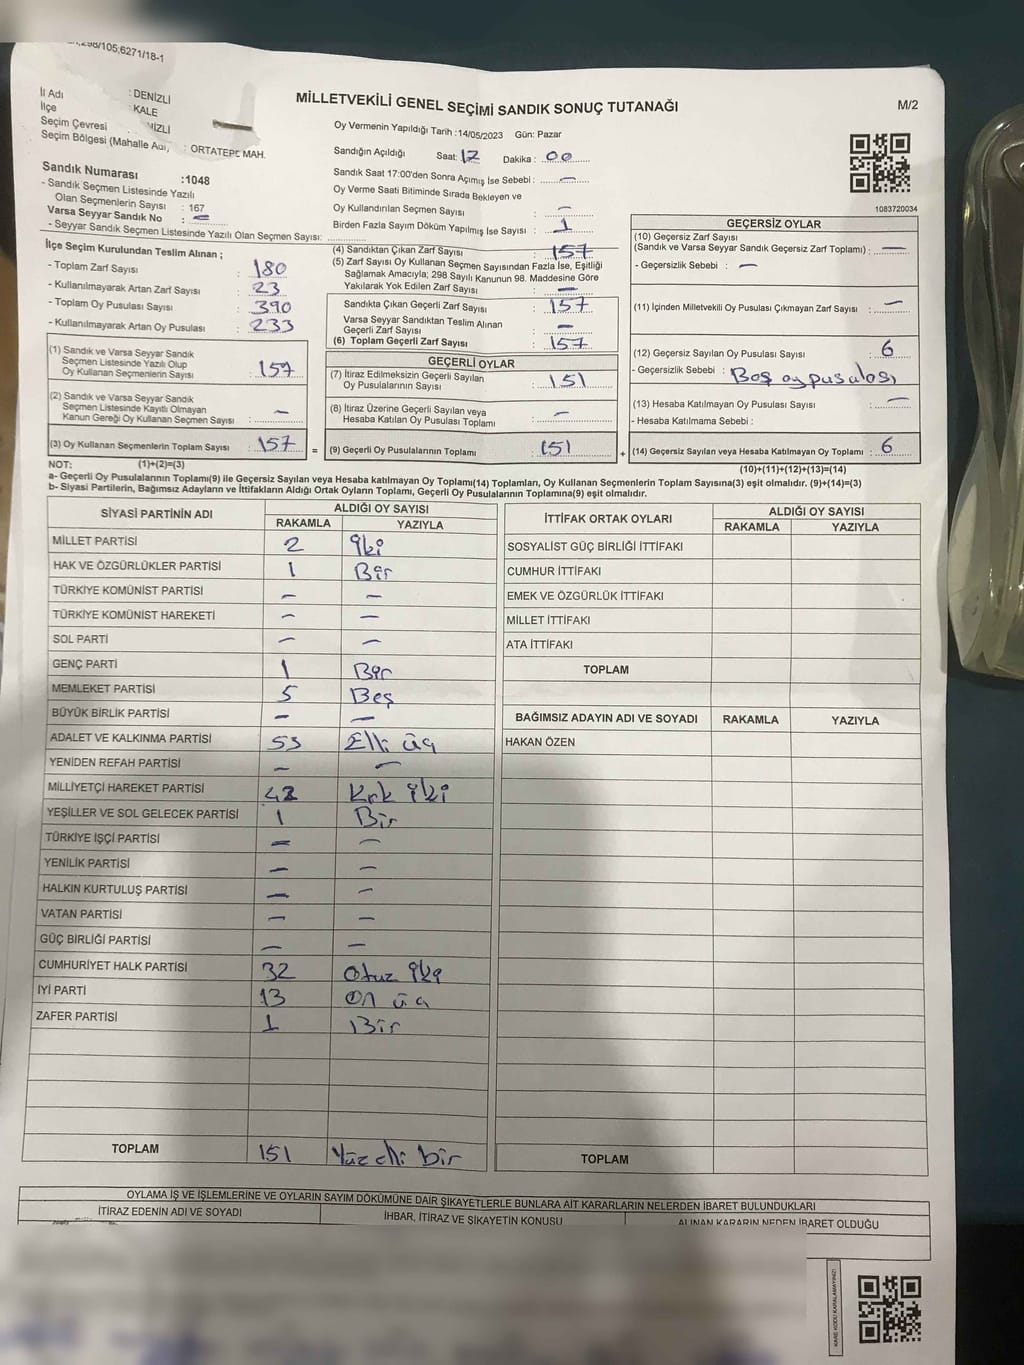 298/105;6271/18-1
MİLLETVEKİLİ GENEL SEÇİMİ SANDIK SONUÇ TUTANAĞI
M/2
İl Adı : DENİZLİ
İlçe : KALE
Seçim Çevresi
Seçim Bölgesi (Mahalle Adı) : ORTATEPE MAH.
Sandık Numarası :1048
- Sandık Seçmen Listesinde Yazılı
Olan Seçmenlerin Sayısı : 167
Varsa Seyyar Sandık No : —
- Seyyar Sandık Seçmen Listesinde Yazılı Olan Seçmen Sayısı:
Oy Vermenin Yapıldığı Tarih :14/05/2023 Gün: Pazar
Sandığın Açıldığı Saat: 17 Dakika : 00
Sandık Saat 17:00'den Sonra Açımış İse Sebebi : —
Oy Verme Saati Bitiminde Sırada Bekleyen ve
Oy Kullandırılan Seçmen Sayısı : —
Birden Fazla Sayım Döküm Yapılmış İse Sayısı : 1
1083720034
İlçe Seçim Kurulundan Teslim Alınan ;
- Toplam Zarf Sayısı : 180
- Kullanılmayarak Artan Zarf Sayısı : 23
- Toplam Oy Pusulası Sayısı : 390
- Kullanılmayarak Artan Oy Pusulası : 233
(1) Sandık ve Varsa Seyyar Sandık
Seçmen Listesinde Yazılı Olup
Oy Kullanan Seçmenlerin Sayısı : 157
(2) Sandık ve Varsa Seyyar Sandık
Seçmen Listesinde Kayıtlı Olmayan
Kanun Gereği Oy Kullanan Seçmen Sayısı : —
(3) Oy Kullanan Seçmenlerin Toplam Sayısı : 157 =
(4) Sandıktan Çıkan Zarf Sayısı : 157
(5) Zarf Sayısı Oy Kullanan Seçmen Sayısından Fazla İse, Eşitliği
Sağlamak Amacıyla; 298 Sayılı Kanunun 98. Maddesine Göre
Yakılarak Yok Edilen Zarf Sayısı : —
Sandıkta Çıkan Geçerli Zarf Sayısı : 157
Varsa Seyyar Sandıktan Teslim Alınan
Geçerli Zarf Sayısı : —
(6) Toplam Geçerli Zarf Sayısı : 157
GEÇERLİ OYLAR
(7) İtiraz Edilmeksizin Geçerli Sayılan
Oy Pusulalarının Sayısı : 151
(8) İtiraz Üzerine Geçerli Sayılan veya
Hesaba Katılan Oy Pusulası Toplamı : —
(9) Geçerli Oy Pusulalarının Toplamı : 151 +
GEÇERSİZ OYLAR
(10) Geçersiz Zarf Sayısı
(Sandık ve Varsa Seyyar Sandık Geçersiz Zarf Toplamı) : —
- Geçersizlik Sebebi : —
(11) İçinden Milletvekili Oy Pusulası Çıkmayan Zarf Sayısı : —
(12) Geçersiz Sayılan Oy Pusulası Sayısı : 6
- Geçersizlik Sebebi : Boş oy pusulası
(13) Hesaba Katılmayan Oy Pusulası Sayısı : —
- Hesaba Katılmama Sebebi :
(14) Geçersiz Sayılan veya Hesaba Katılmayan Oy Toplamı : 6
NOT: (1)+(2)=(3)
(10)+(11)+(12)+(13)=(14)
a- Geçerli Oy Pusulalarının Toplamı(9) ile Geçersiz Sayılan veya Hesaba katılmayan Oy Toplamı(14) Toplamları, Oy Kullanan Seçmenlerin Toplam Sayısına(3) eşit olmalıdır. (9)+(14)=(3)
b- Siyasi Partilerin, Bağımsız Adayların ve İttifakların Aldığı Ortak Oyların Toplamı, Geçerli Oy Pusulalarının Toplamına(9) eşit olmalıdır.
SİYASİ PARTİNİN ADI ALDIĞI OY SAYISI
RAKAMLA YAZIYLA
MİLLET PARTİSİ 2 İki
HAK VE ÖZGÜRLÜKLER PARTİSİ 1 Bir
TÜRKİYE KOMÜNİST PARTİSİ — —
TÜRKİYE KOMÜNİST HAREKETİ — —
SOL PARTİ — —
GENÇ PARTİ 1 Bir
MEMLEKET PARTİSİ 5 Beş
BÜYÜK BİRLİK PARTİSİ — —
ADALET VE KALKINMA PARTİSİ 53 Elli üç
YENİDEN REFAH PARTİSİ — —
MİLLİYETÇİ HAREKET PARTİSİ 42 Kırk iki
YEŞİLLER VE SOL GELECEK PARTİSİ 1 Bir
TÜRKİYE İŞÇİ PARTİSİ — —
YENİLİK PARTİSİ — —
HALKIN KURTULUŞ PARTİSİ — —
VATAN PARTİSİ — —
GÜÇ BİRLİĞİ PARTİSİ — —
CUMHURİYET HALK PARTİSİ 32 Otuz iki
İYİ PARTİ 13 On üç
ZAFER PARTİSİ 1 Bir
TOPLAM 151 Yüz elli bir
İTTİFAK ORTAK OYLARI ALDIĞI OY SAYISI
RAKAMLA YAZIYLA
SOSYALİST GÜÇ BİRLİĞİ İTTİFAKI
CUMHUR İTTİFAKI
EMEK VE ÖZGÜRLÜK İTTİFAKI
MİLLET İTTİFAKI
ATA İTTİFAKI
TOPLAM
BAĞIMSIZ ADAYIN ADI VE SOYADI RAKAMLA YAZIYLA
HAKAN ÖZEN
TOPLAM
OYLAMA İŞ VE İŞLEMLERİNE VE OYLARIN SAYIM DÖKÜMÜNE DAİR ŞİKAYETLERLE BUNLARA AİT KARARLARIN NELERDEN İBARET BULUNDUKLARI
İTİRAZ EDENİN ADI VE SOYADI İHBAR, İTİRAZ VE ŞİKAYETİN KONUSU ALINAN KARARIN NEDEN İBARET OLDUĞU
KARE KODU KARALAMAYINIZ!